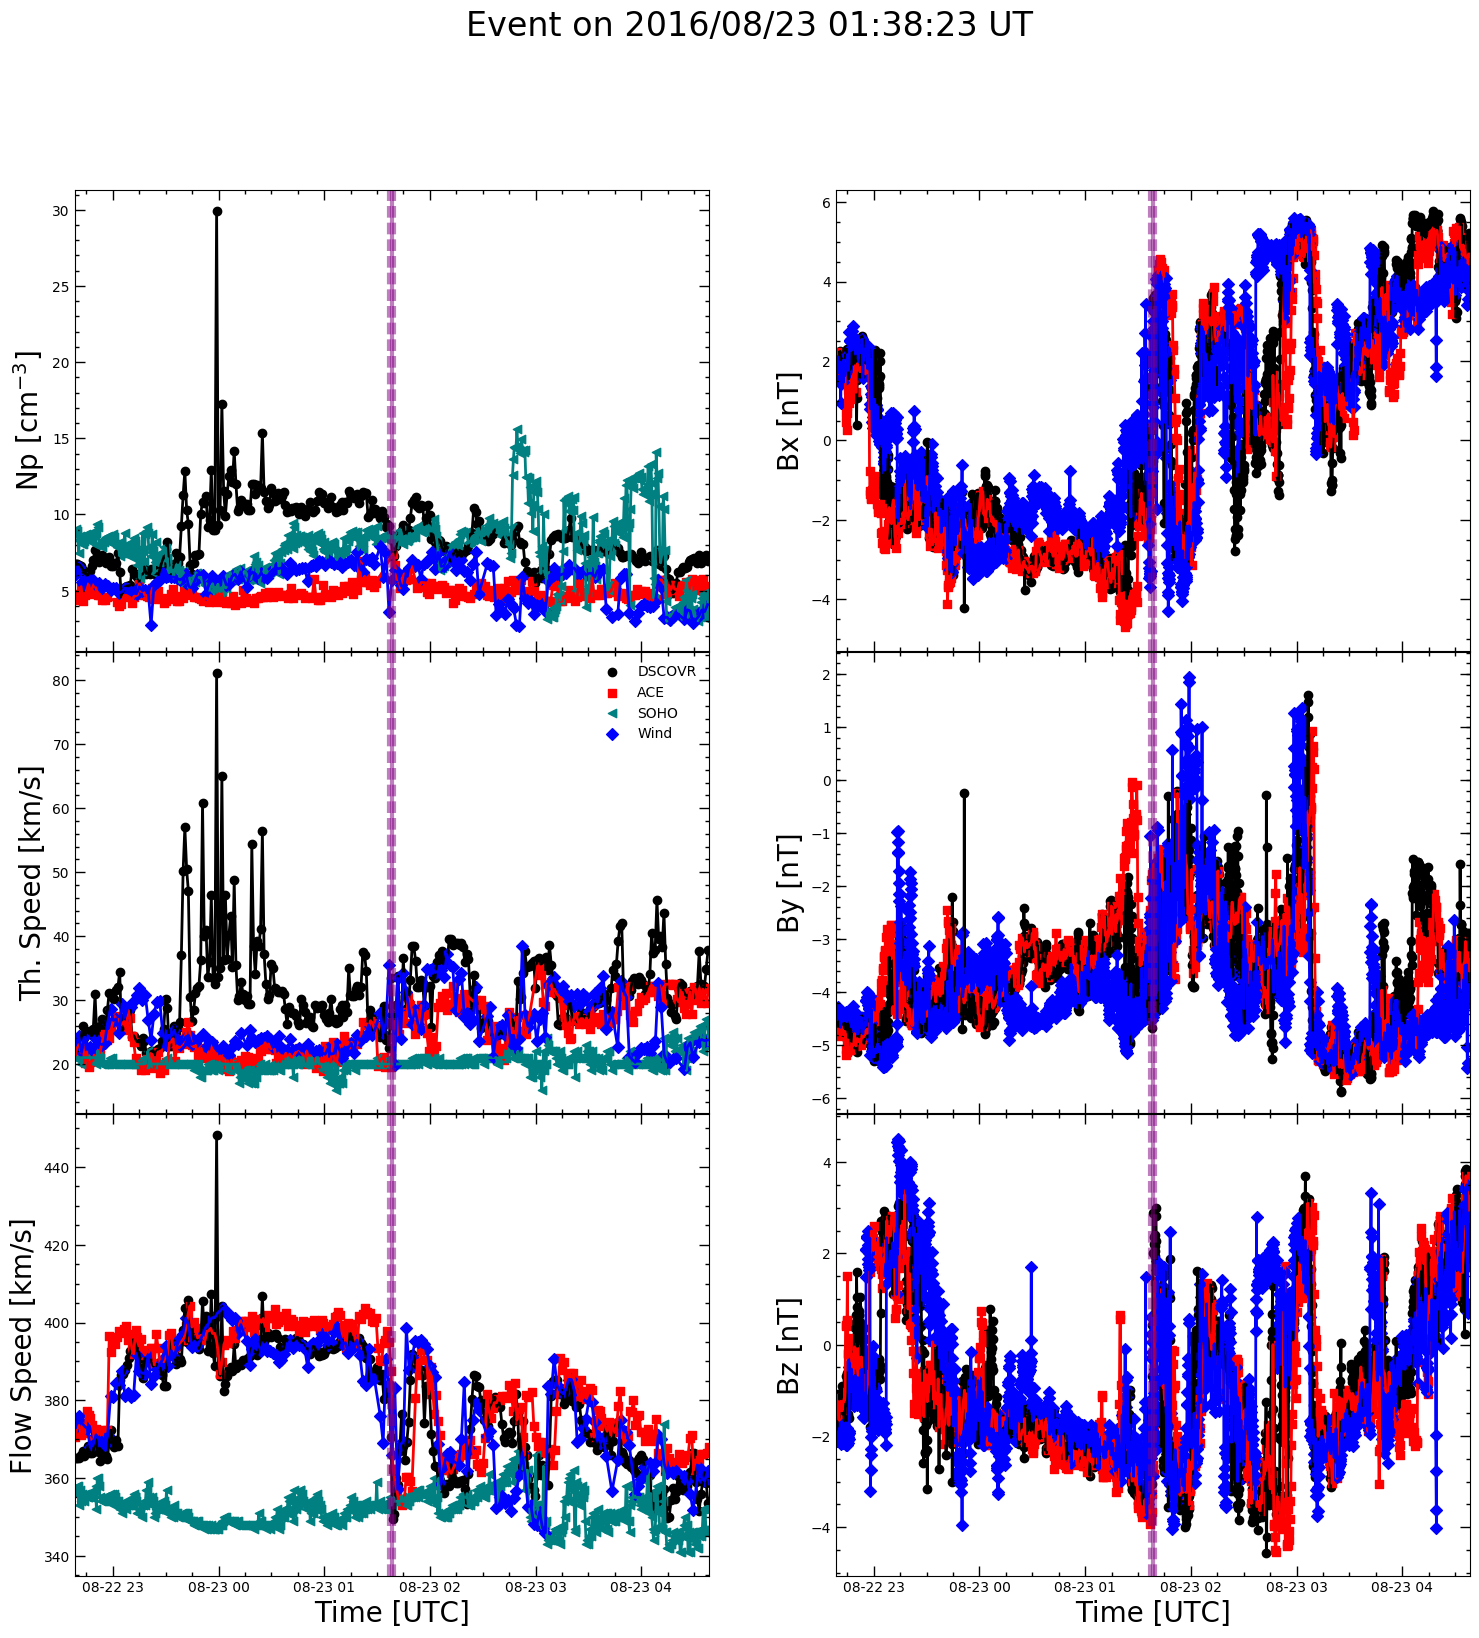 Event on 2016/08/23 01:38:23 UT
Np [cm⁻³]
30
25
20
15
10
5
Bx [nT]
6
4
2
0
−2
−4
Th. Speed [km/s]
80
70
60
50
40
30
20
DSCOVR
ACE
SOHO
Wind
By [nT]
2
1
0
−1
−2
−3
−4
−5
−6
Flow Speed [km/s]
440
420
400
380
360
340
Bz [nT]
4
2
0
−2
−4
08-22 23 08-23 00 08-23 01 08-23 02 08-23 03 08-23 04
Time [UTC]
08-22 23 08-23 00 08-23 01 08-23 02 08-23 03 08-23 04
Time [UTC]